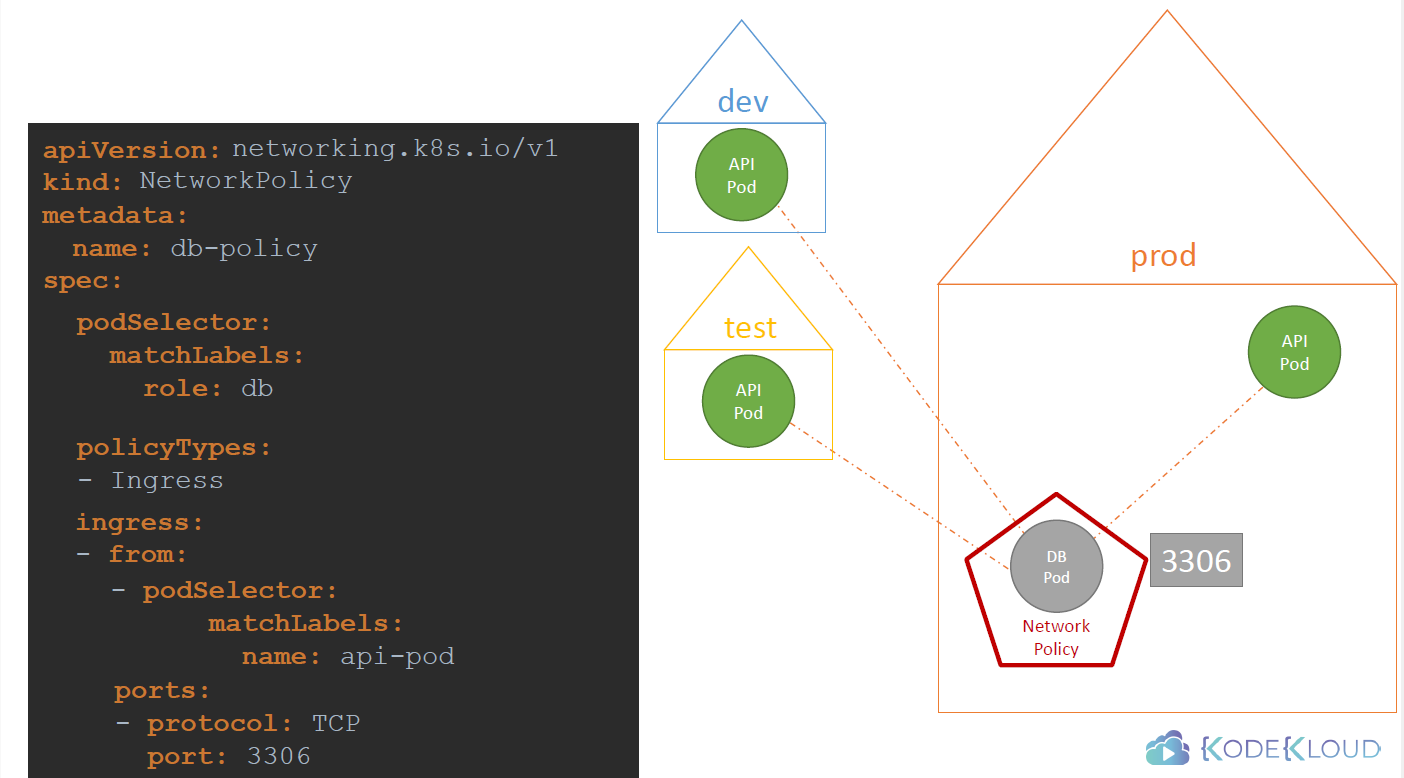 apiVersion: networking.k8s.io/v1
kind: NetworkPolicy
metadata:
  name: db-policy
spec:
  podSelector:
    matchLabels:
      role: db
  policyTypes:
  - Ingress
  ingress:
  - from:
    - podSelector:
        matchLabels:
          name: api-pod
    ports:
    - protocol: TCP
      port: 3306
dev
API
Pod
test
API
Pod
prod
API
Pod
DB
Pod
Network
Policy
3306
KODEKLOUD